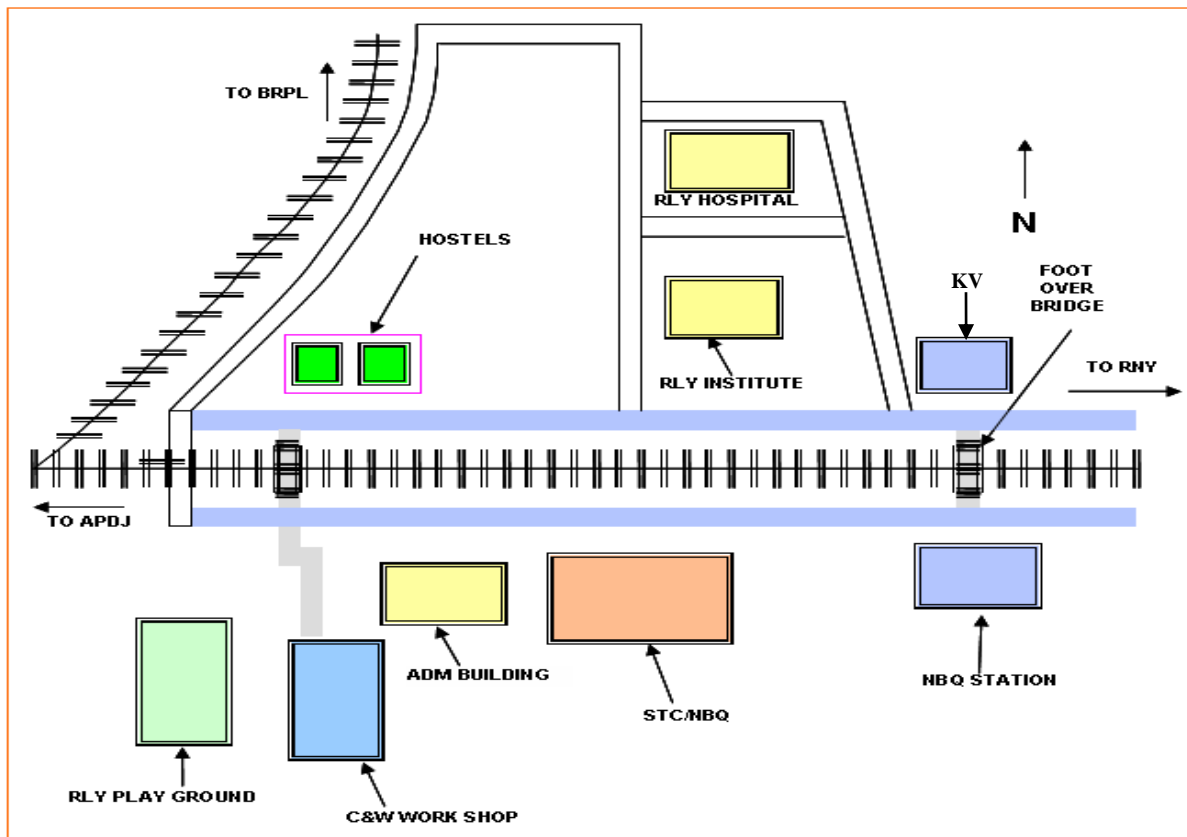 TO BRPL
RLY HOSPITAL
N
HOSTELS
KV
FOOT
OVER
BRIDGE
RLY INSTITUTE
TO RNY
TO APDJ
ADM BUILDING
NBQ STATION
STC/NBQ
RLY PLAY GROUND
C&W WORK SHOP